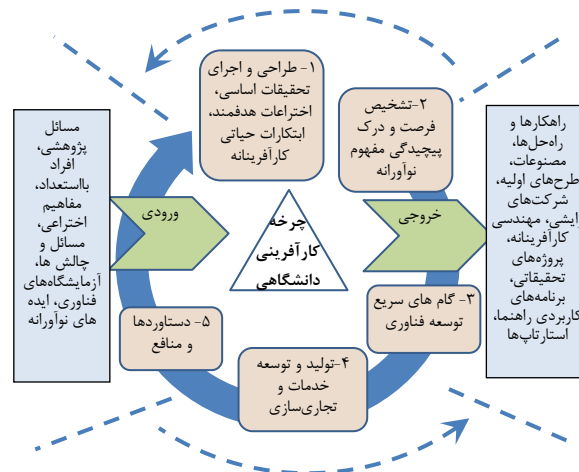 ۱- طراحی و اجرای
تحقیقات اساسی،
اختراعات هدفمند،
ابتکارات حیاتی
کارآفرینانه
۲-تشخیص
فرصت و درک
پیچیدگی مفهوم
نوآورانه
راهکارها و
راه‌حل‌ها،
مصنوعات،
طرح‌های اولیه،
شرکت‌های
زایشی، مهندسی
کارآفرینانه،
پروژه‌های
تحقیقاتی،
برنامه‌های
کاربردی راهنما،
استارتاپ‌ها
خروجی
چرخه
کارآفرینی
دانشگاهی
ورودی
مسائل
پژوهشی،
افراد
بااستعداد،
مفاهیم
اختراعی،
مسائل و
چالش ها،
آزمایشگاه‌های
فناوری، ایده
های نوآورانه
۳- گام های سریع
توسعه فناوری
۴-تولید و توسعه
خدمات و
تجاری‌سازی
۵- دستاوردها
و منافع